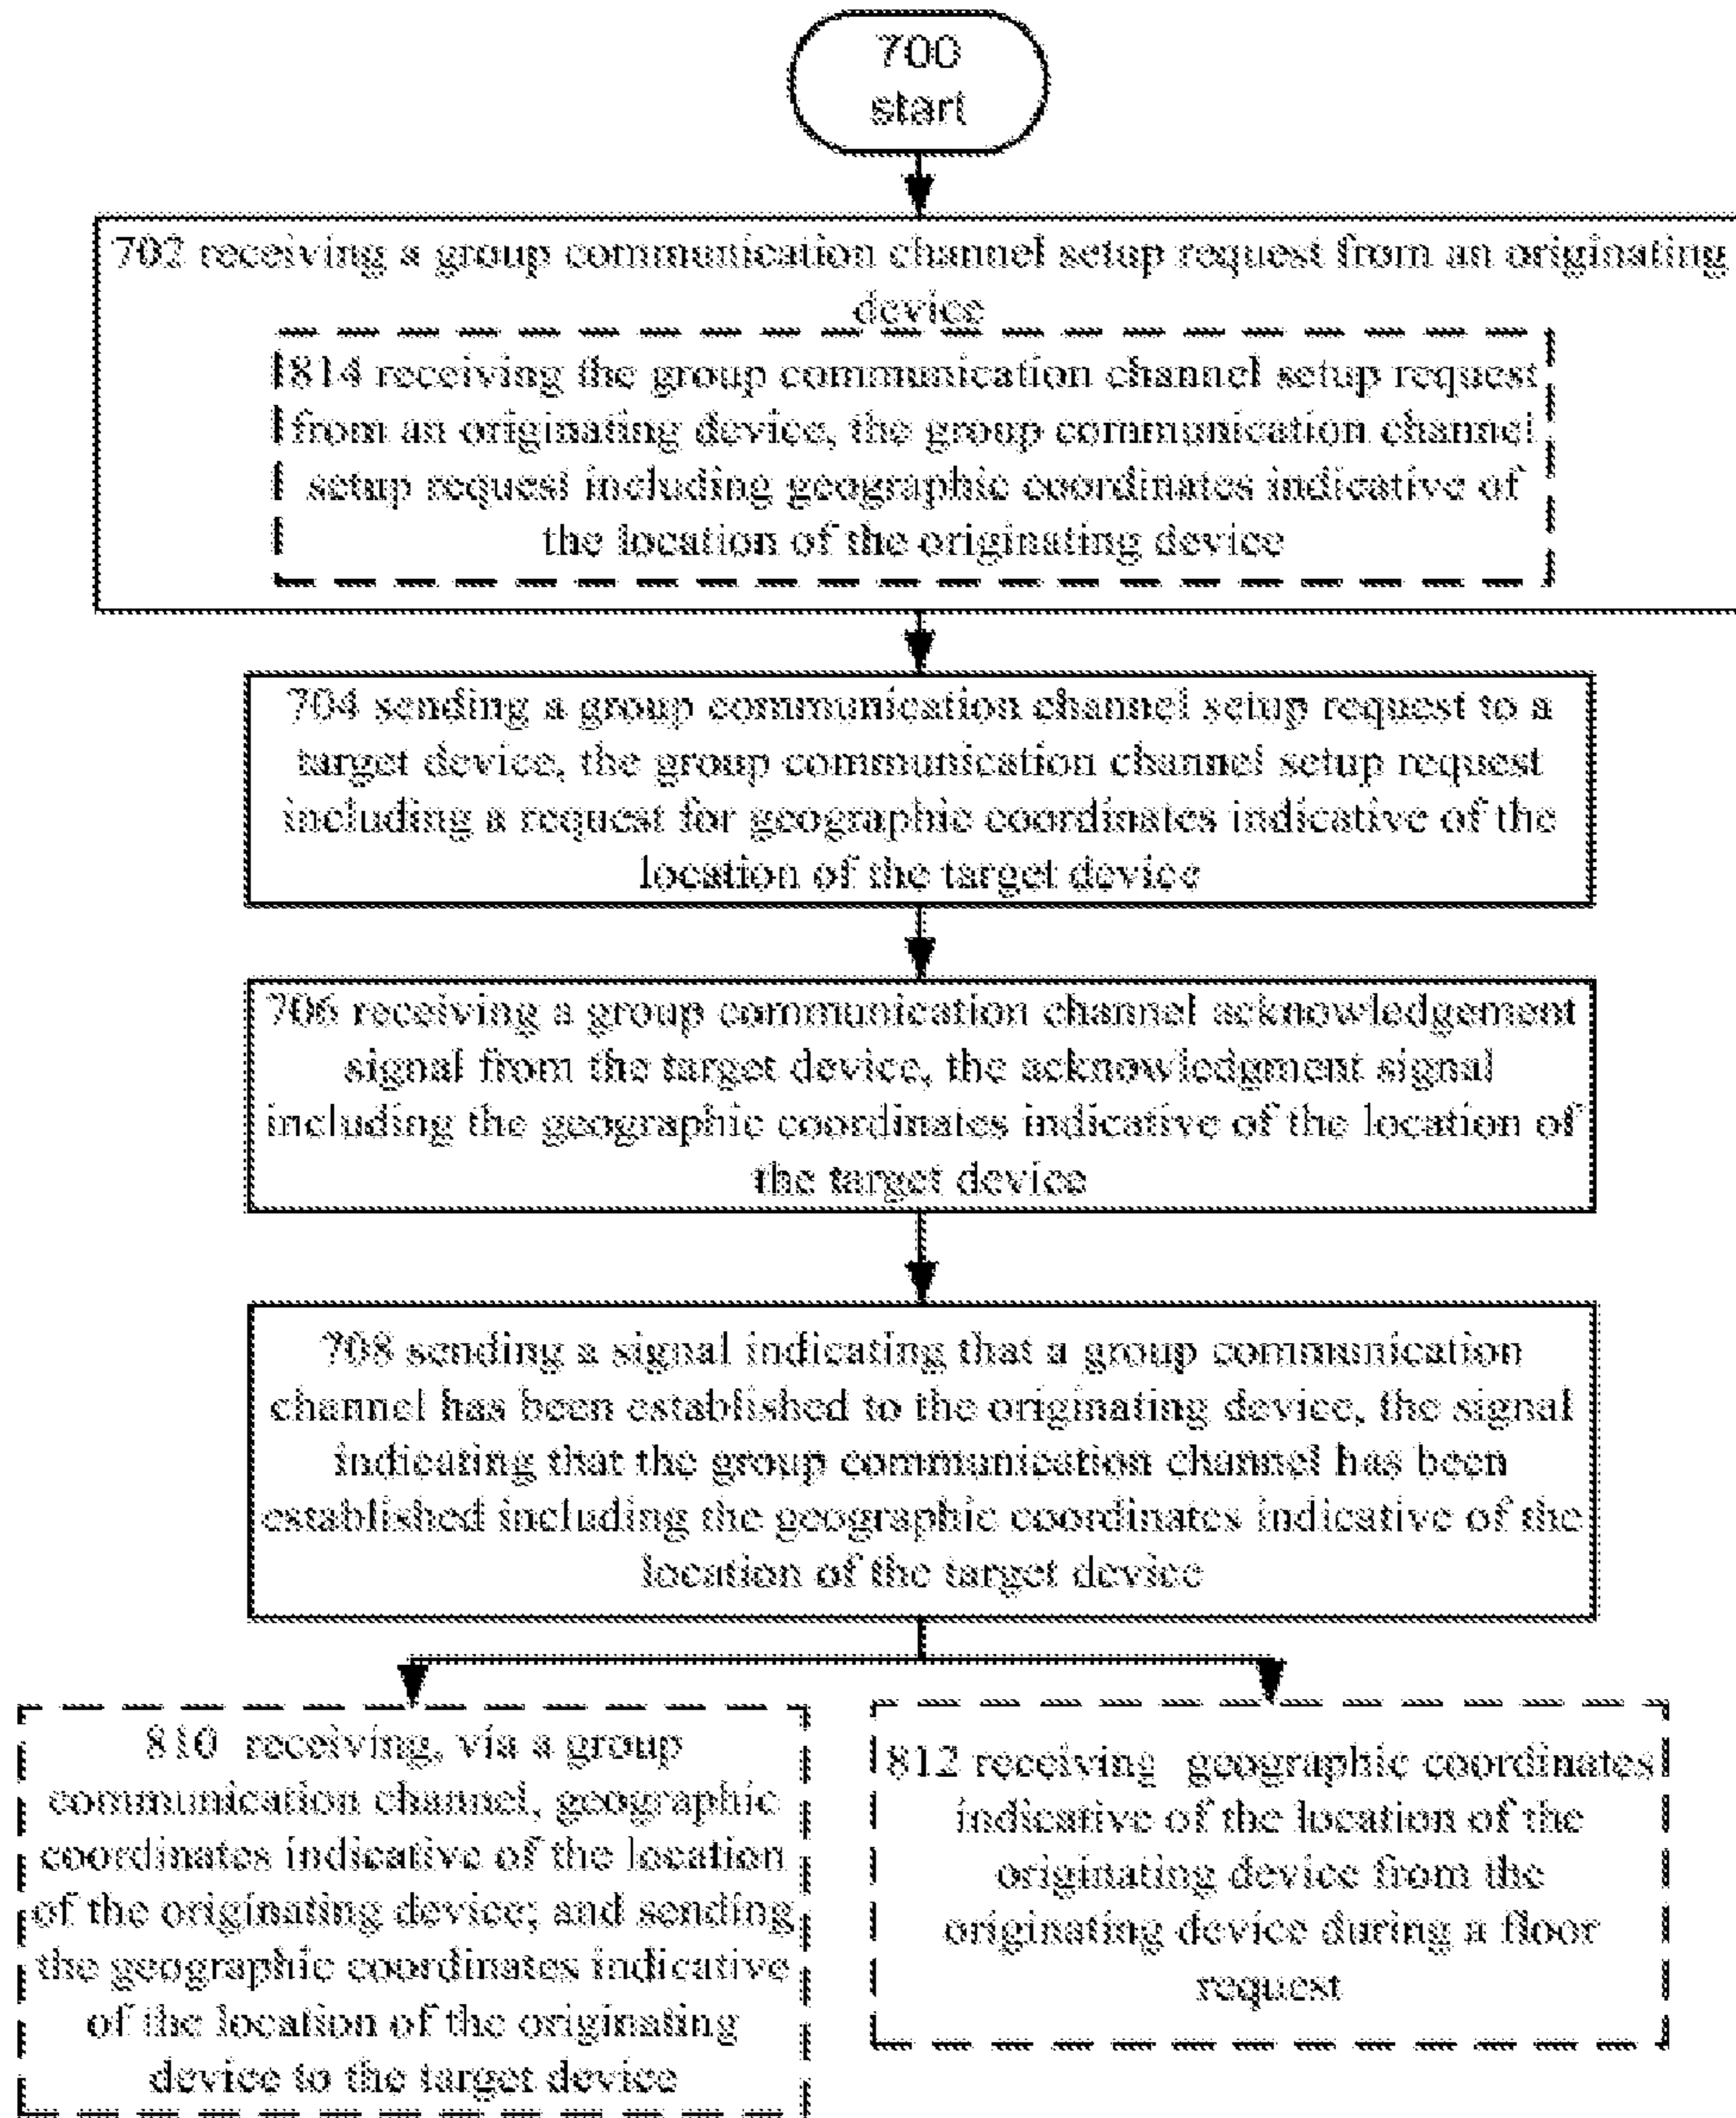 700
start
702 receiving a group communication channel setup request from an originating
device
814 receiving the group communication channel setup request
from an originating device, the group communication channel
setup request including geographic coordinates indicative of
the location of the originating device
704 sending a group communication channel setup request to a
target device, the group communication channel setup request
including a request for geographic coordinates indicative of the
location of the target device
706 receiving a group communication channel acknowledgement
signal from the target device, the acknowledgment signal
including the geographic coordinates indicative of the location of
the target device
708 sending a signal indicating that a group communication
channel has been established to the originating device, the signal
indicating that the group communication channel has been
established including the geographic coordinates indicative of the
location of the target device
810 receiving, via a group
communication channel, geographic
coordinates indicative of the location
of the originating device; and sending
the geographic coordinates indicative
of the location of the originating
device to the target device
812 receiving geographic coordinates
indicative of the location of the
originating device from the
originating device during a floor
request